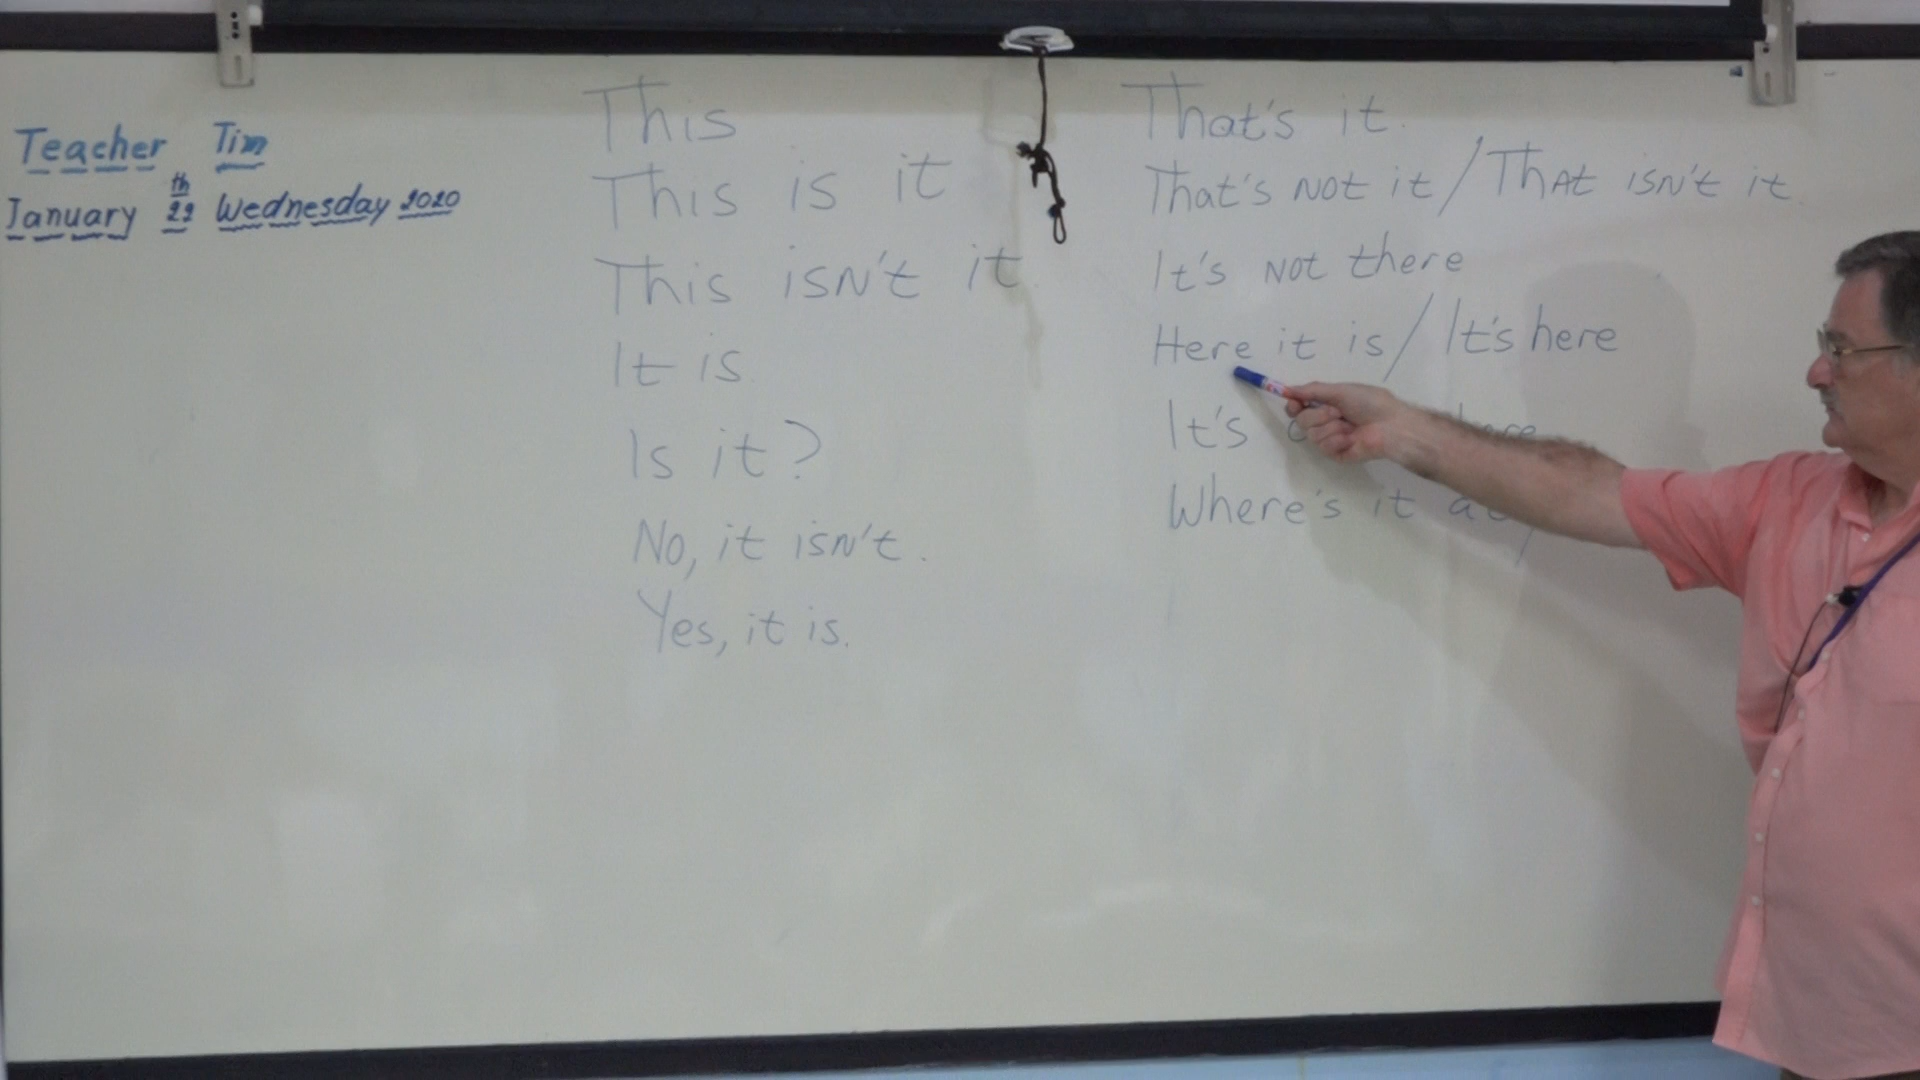 Teacher Tim
January 22th Wednesday 2020
This
This is it
This isn't it.
It is
Is it?
No, it isn't.
Yes, it is.
That's it.
That's Not it / ThAt isn't it.
It's Not there
Here it is / It's here
It's
Where's it